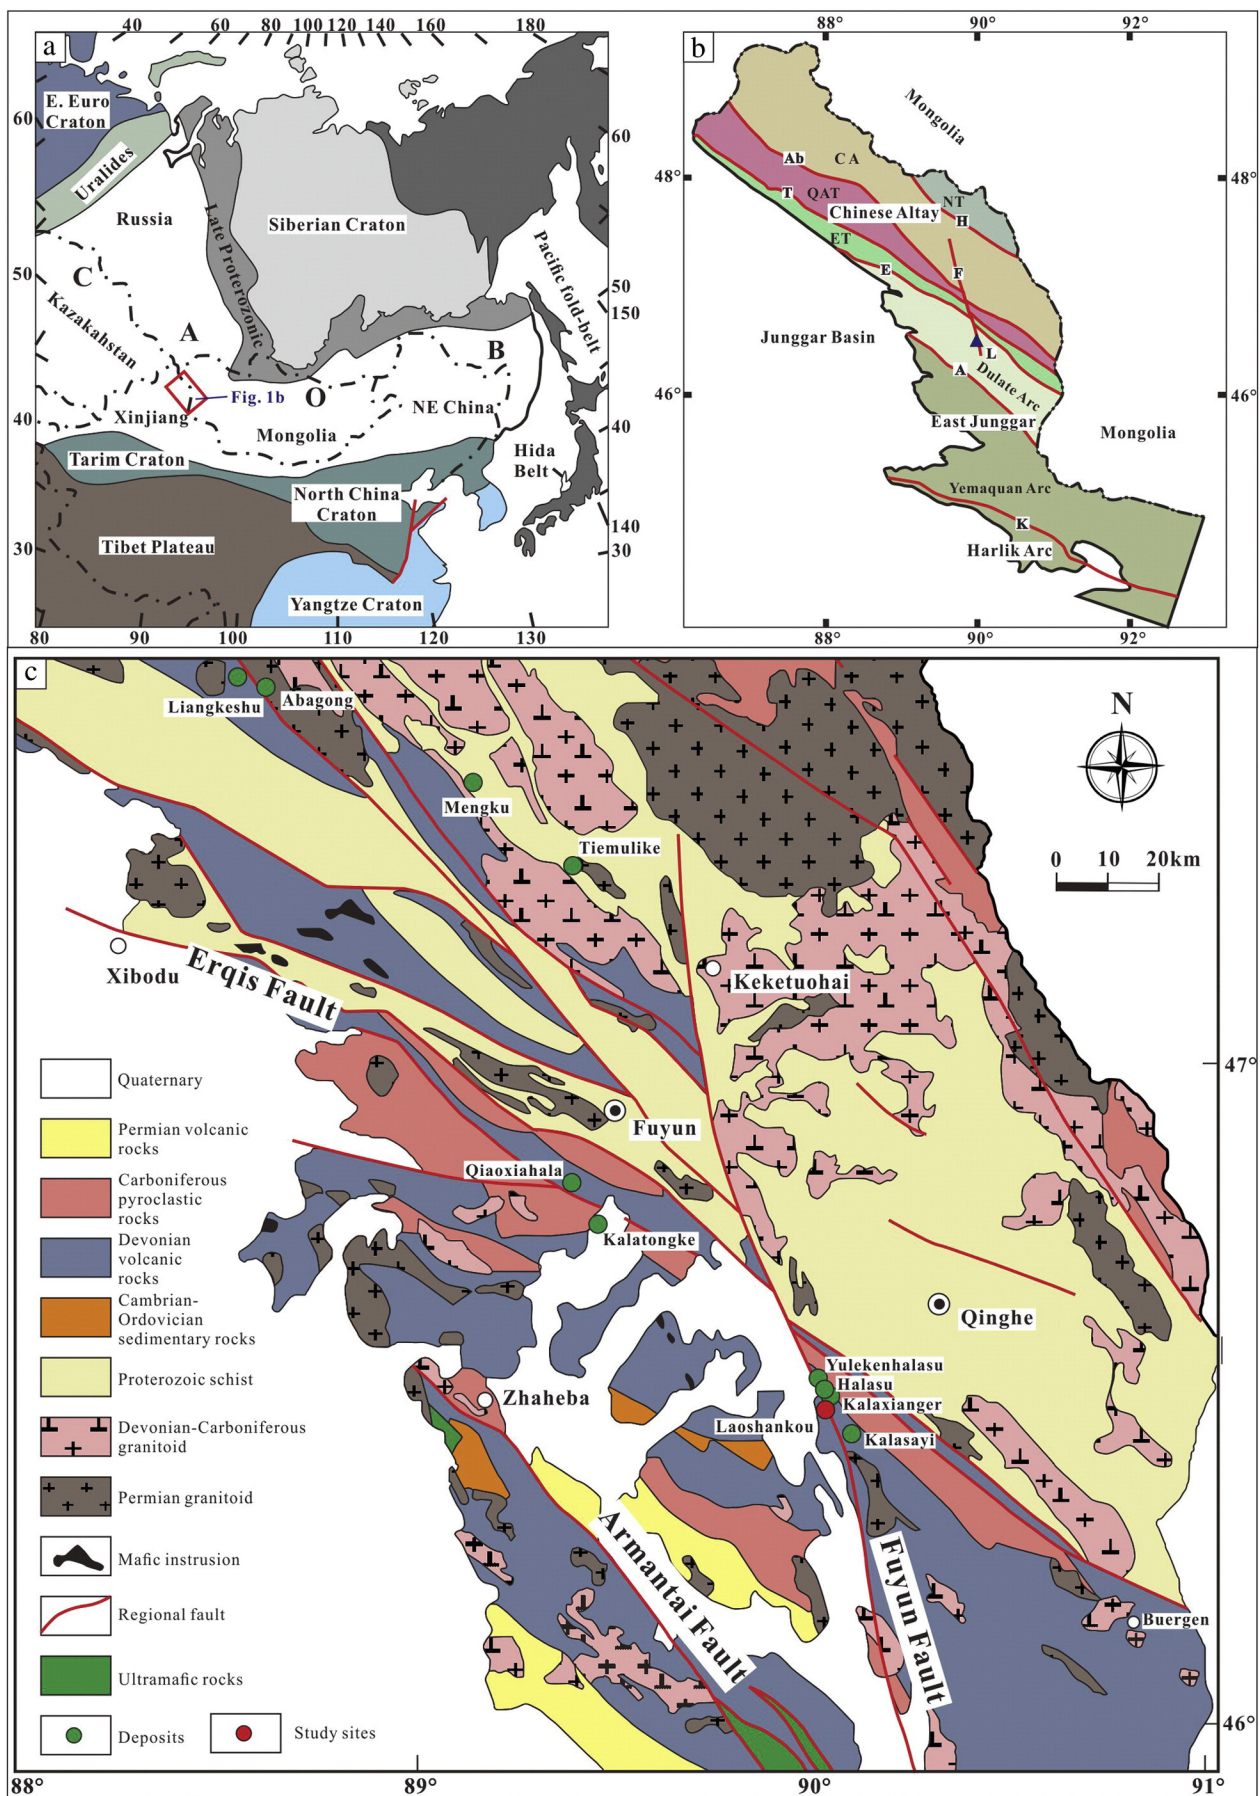 40 60 80 100 120 140 160 180
a
E. Euro
Craton
60
Uralides
Russia
Late Proterozonic
Siberian Craton
60
50
C
Kazakahstan
A
Pacific fold-belt
50
150
B
O
Fig. 1b
NE China
40
Xinjiang
Mongolia
40
Tarim Craton
Hida
Belt
North China
Craton
Tibet Plateau
140
30
30
Yangtze Craton
80 90 100 110 120 130
88° 90° 92°
b
Mongolia
Ab
CA
48°
T
QAT
NT
48°
Chinese Altay
H
ET
E
F
Junggar Basin
L
A
Dulate Arc
46°
46°
East Junggar
Mongolia
Yemaquan Arc
K
Harlik Arc
88° 90° 92°
c
Liangkeshu
Abagong
N
Mengku
Tiemulike
0 10 20km
Xibodu
Erqis Fault
Keketuohai
47°
Fuyun
Qiaoxiahala
Kalatongke
Qinghe
Yulekenhalasu
Halasu
Zhaheba
Kalaxianger
Laoshankou
Kalasayi
Armantai Fault
Fuyun Fault
Buergen
46°
Quaternary
Permian volcanic
rocks
Carboniferous
pyroclastic
rocks
Devonian
volcanic
rocks
Cambrian-
Ordovician
sedimentary rocks
Proterozoic schist
Devonian-Carboniferous
granitoid
Permian granitoid
Mafic instrusion
Regional fault
Ultramafic rocks
Deposits
Study sites
88° 89° 90° 91°